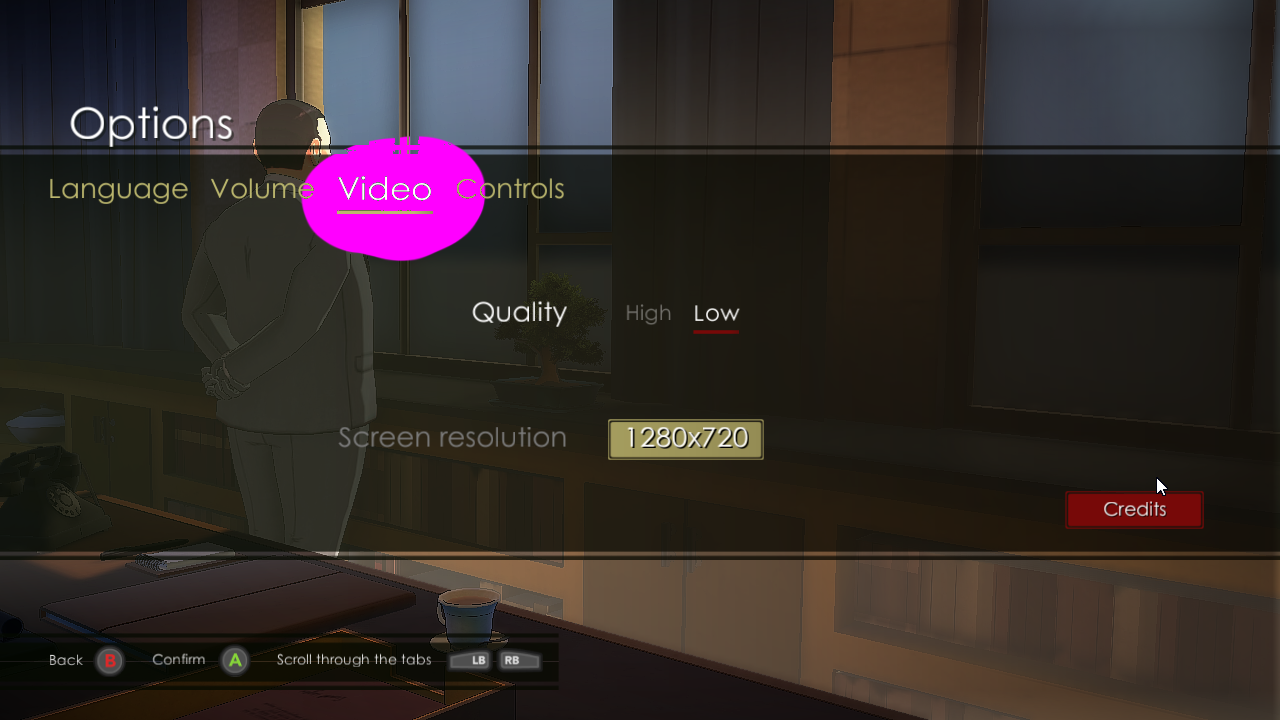 Options
Language Volume Video Controls
Quality High Low
Screen resolution 1280x720
Credits
Back B Confirm A Scroll through the tabs LB RB